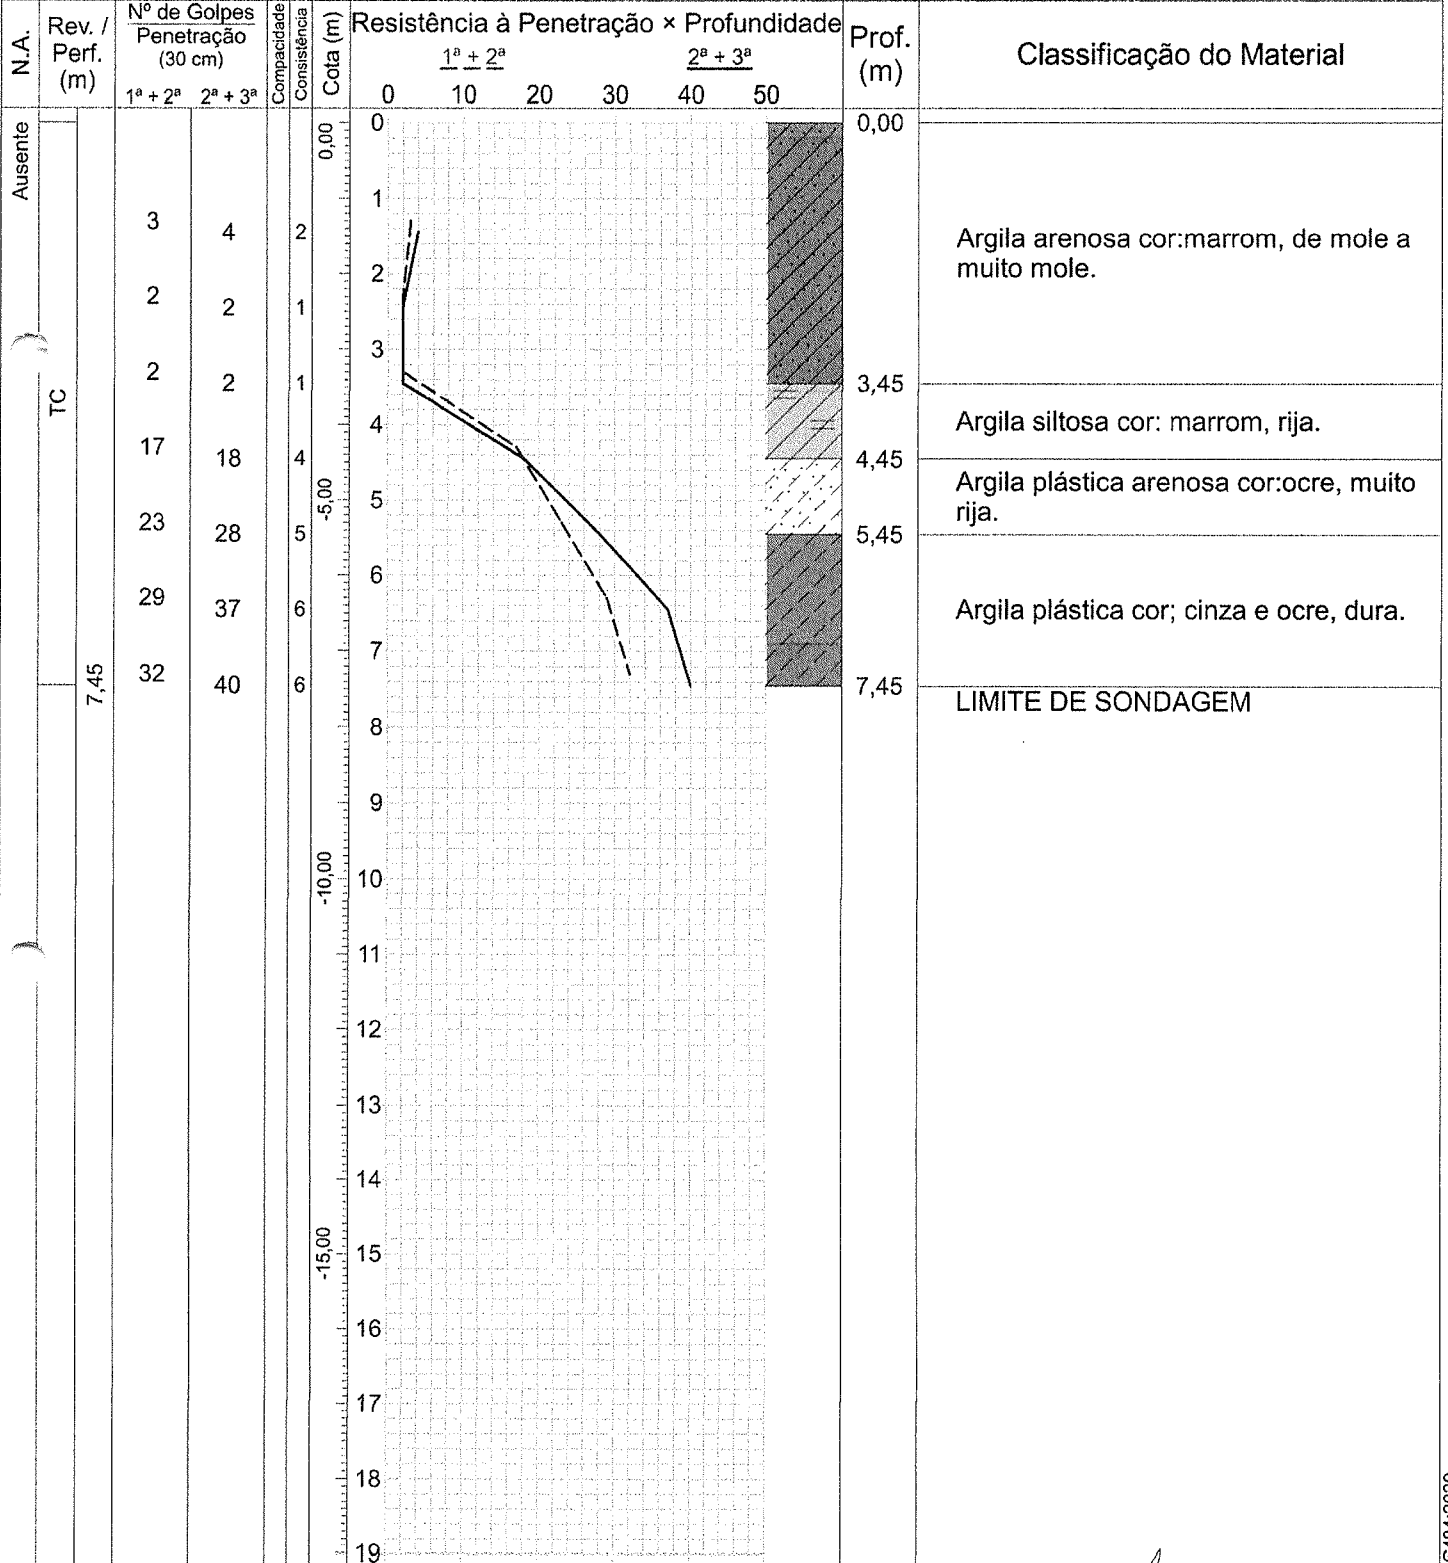 N.A.
Rev. /
Perf.
(m)
Nº de Golpes
Penetração
(30 cm)
1ª + 2ª 2ª + 3ª
Compacidade
Consistência
Cota (m)
Resistência à Penetração × Profundidade
1ª + 2ª 2ª + 3ª
0 10 20 30 40 50
Prof.
(m)
Classificação do Material
Ausente
TC
7,45
3 4 2
2 2 1
2 2 1
17 18 4
23 28 5
29 37 6
32 40 6
0,00
-5,00
-10,00
-15,00
0
1
2
3
4
5
6
7
8
9
10
11
12
13
14
15
16
17
18
19
0,00
Argila arenosa cor:marrom, de mole a
muito mole.
3,45
Argila siltosa cor: marrom, rija.
4,45
Argila plástica arenosa cor:ocre, muito
rija.
5,45
Argila plástica cor; cinza e ocre, dura.
7,45
LIMITE DE SONDAGEM